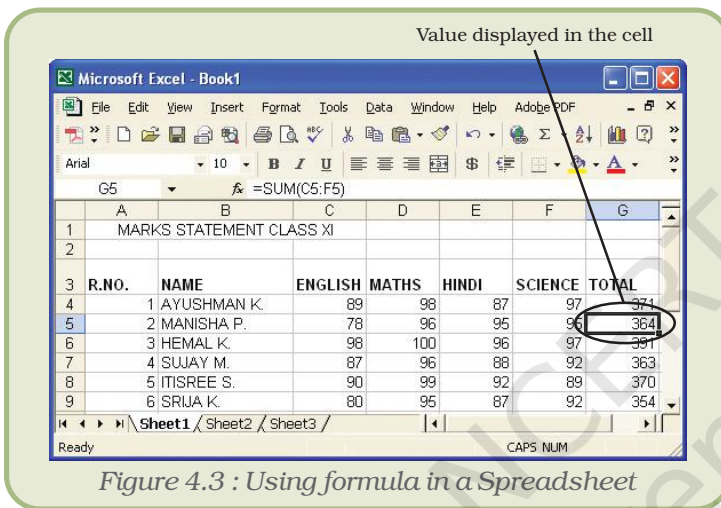 Value displayed in the cell
Microsoft Excel - Book1
File Edit View Insert Format Tools Data Window Help Adobe PDF
Arial 10 B I U $ A
G5 fx =SUM(C5:F5)
A B C D E F G
1 MARKS STATEMENT CLASS XI
2
3 R.NO. NAME ENGLISH MATHS HINDI SCIENCE TOTAL
4 1 AYUSHMAN K. 89 98 87 97 371
5 2 MANISHA P. 78 96 95 95 364
6 3 HEMAL K. 98 100 96 97 391
7 4 SUJAY M. 87 96 88 92 363
8 5 ITISREE S. 90 99 92 89 370
9 6 SRIJA K. 80 95 87 92 354
Sheet1 / Sheet2 / Sheet3 /
Ready CAPS NUM
Figure 4.3 : Using formula in a Spreadsheet
NCERT